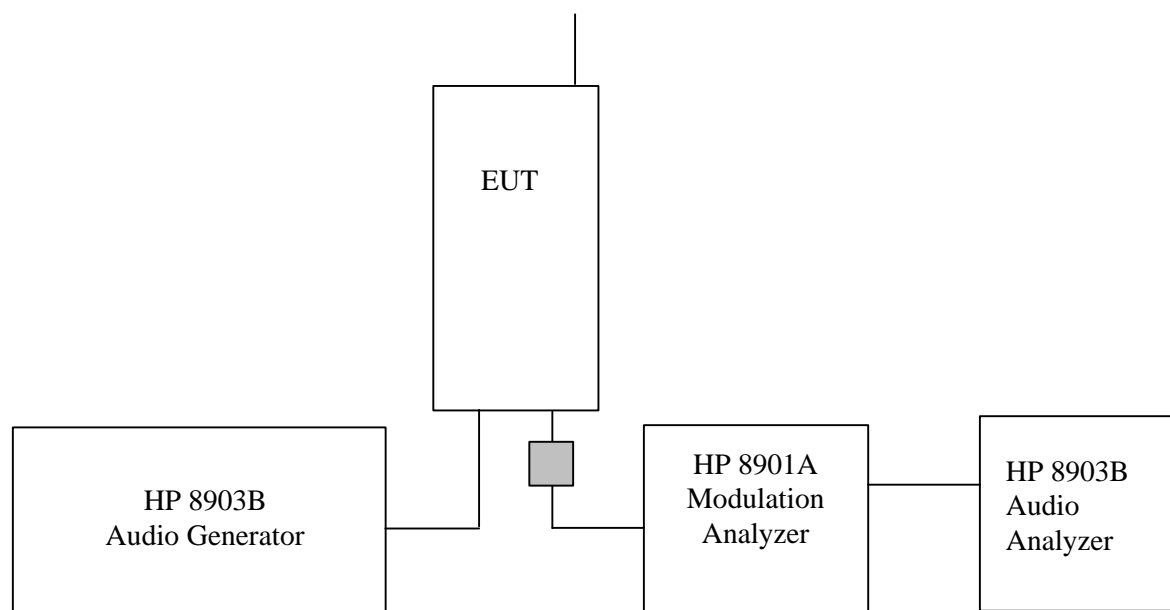 EUT
HP 8903B
Audio Generator
HP 8901A
Modulation
Analyzer
HP 8903B
Audio
Analyzer